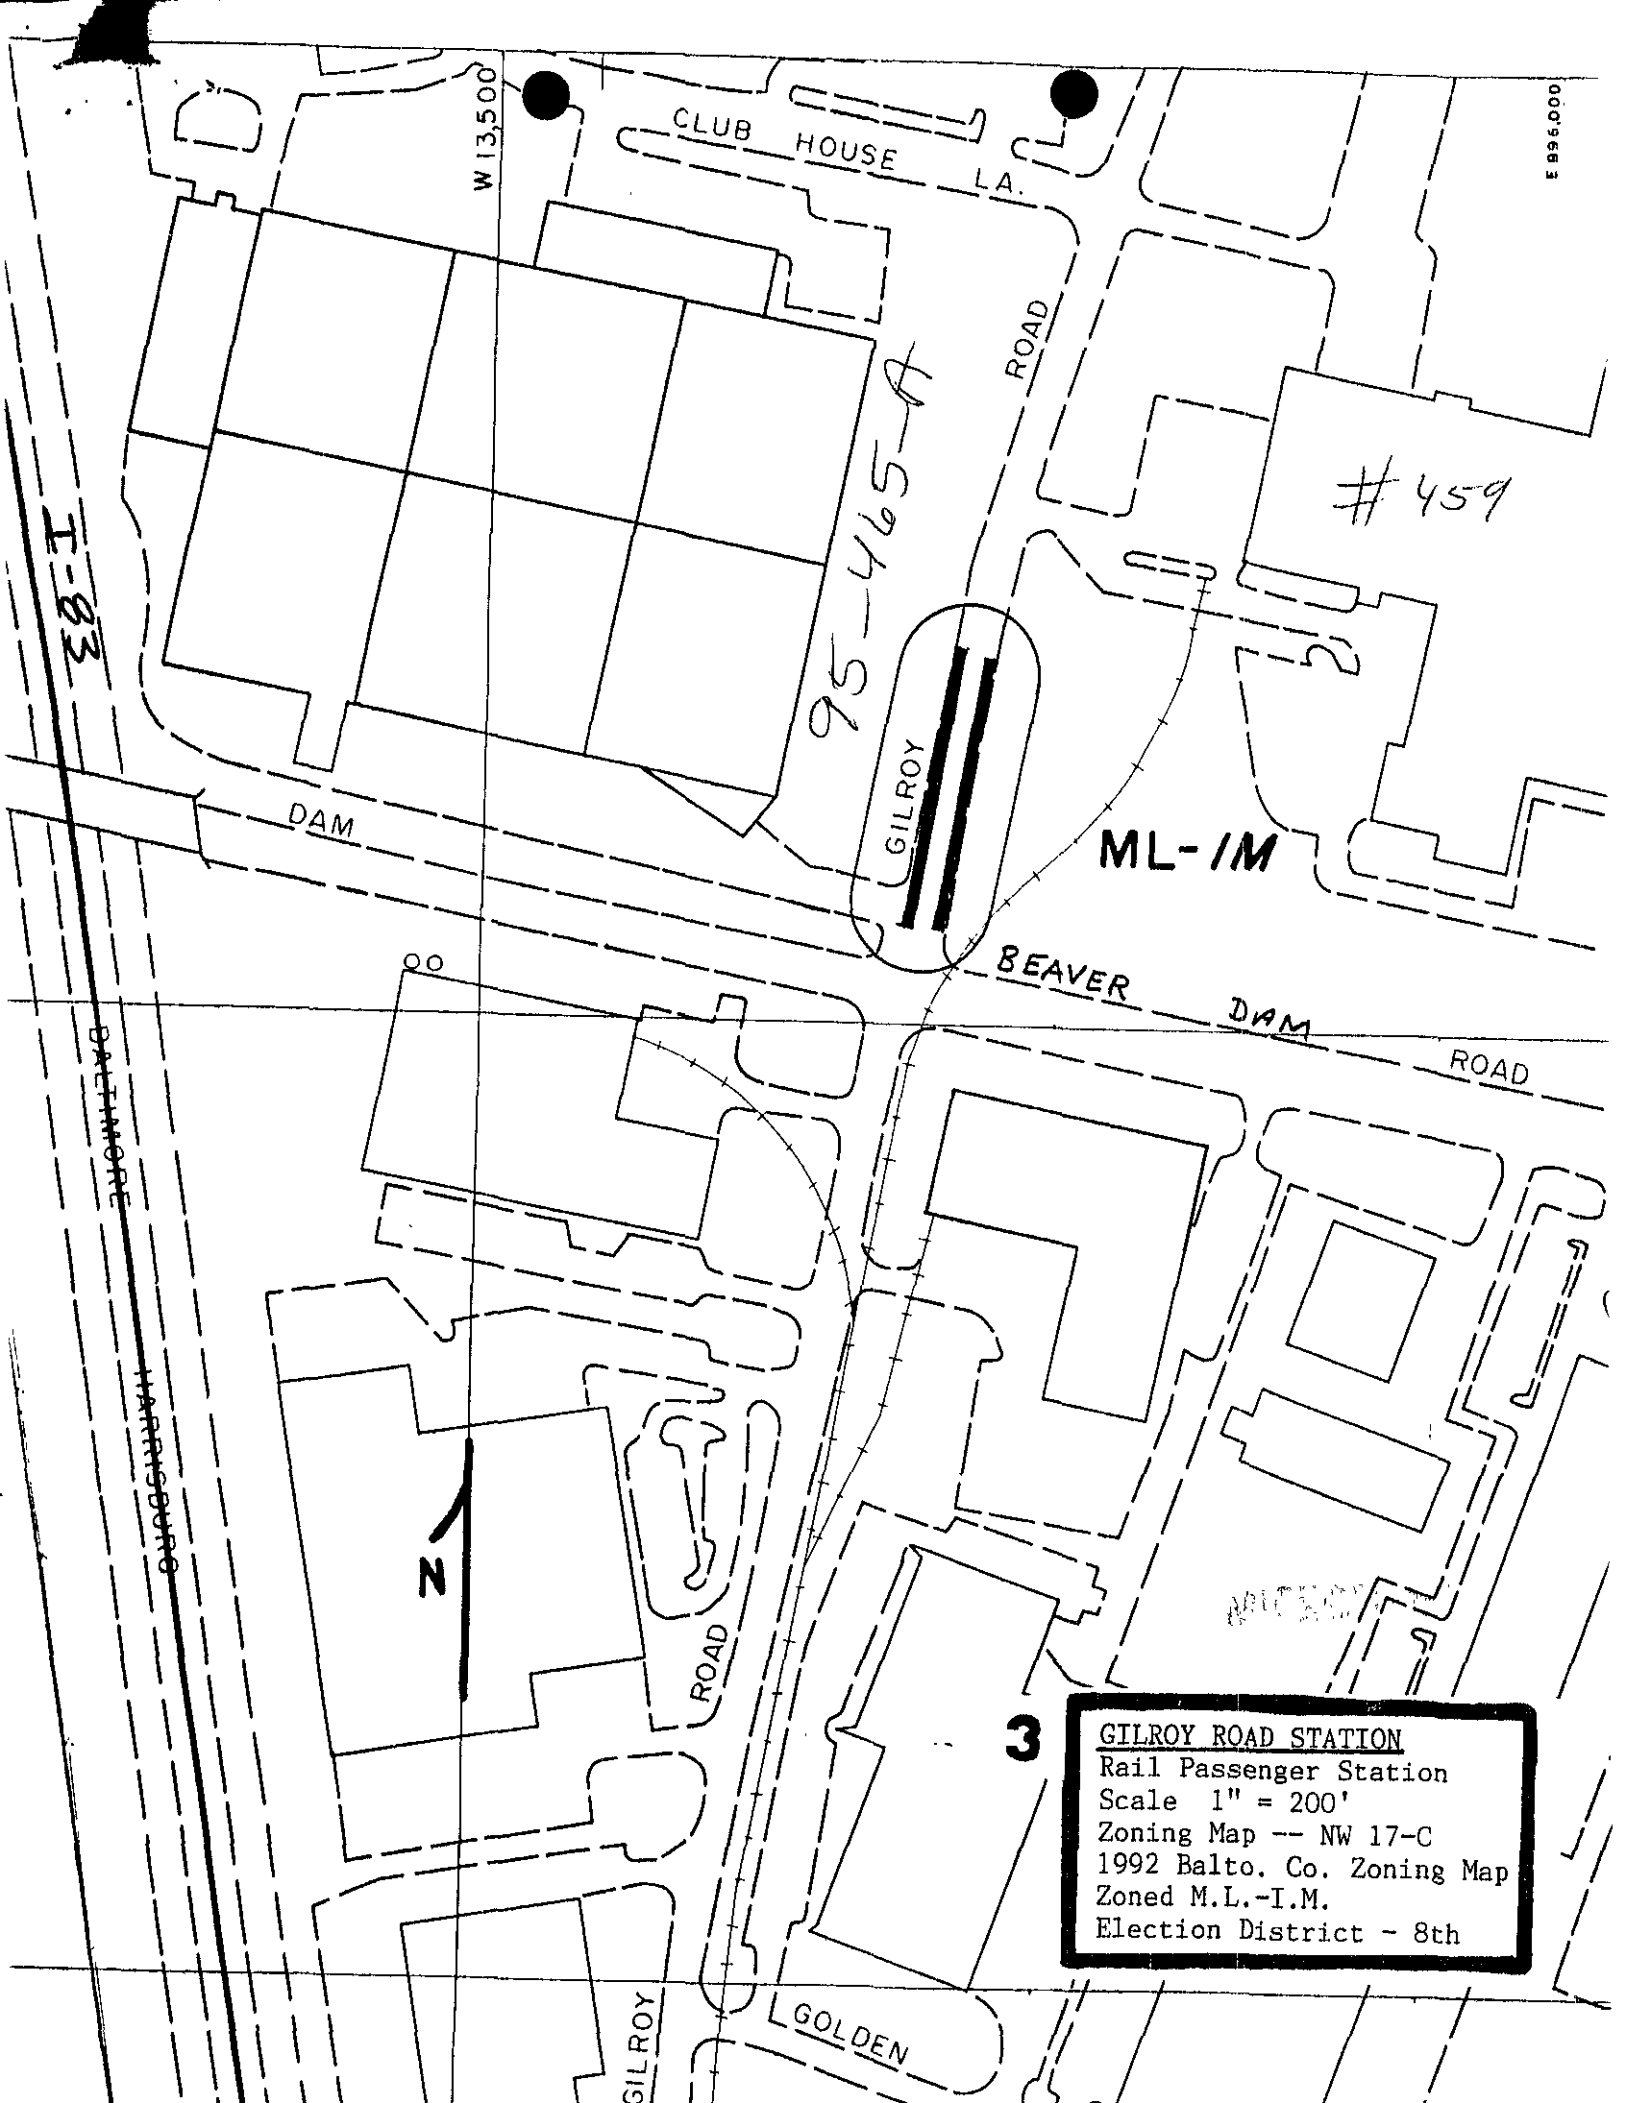 W 13,500
E 896,000
CLUB HOUSE LA.
ROAD
95-465-A
# 459
I-83
GILROY
DAM
ML-IM
BEAVER DAM ROAD
BALTIMORE HARRISBURG
N
ROAD
3
GILROY ROAD STATION
Rail Passenger Station
Scale 1" = 200'
Zoning Map -- NW 17-C
1992 Balto. Co. Zoning Map
Zoned M.L.-I.M.
Election District - 8th
GILROY
GOLDEN